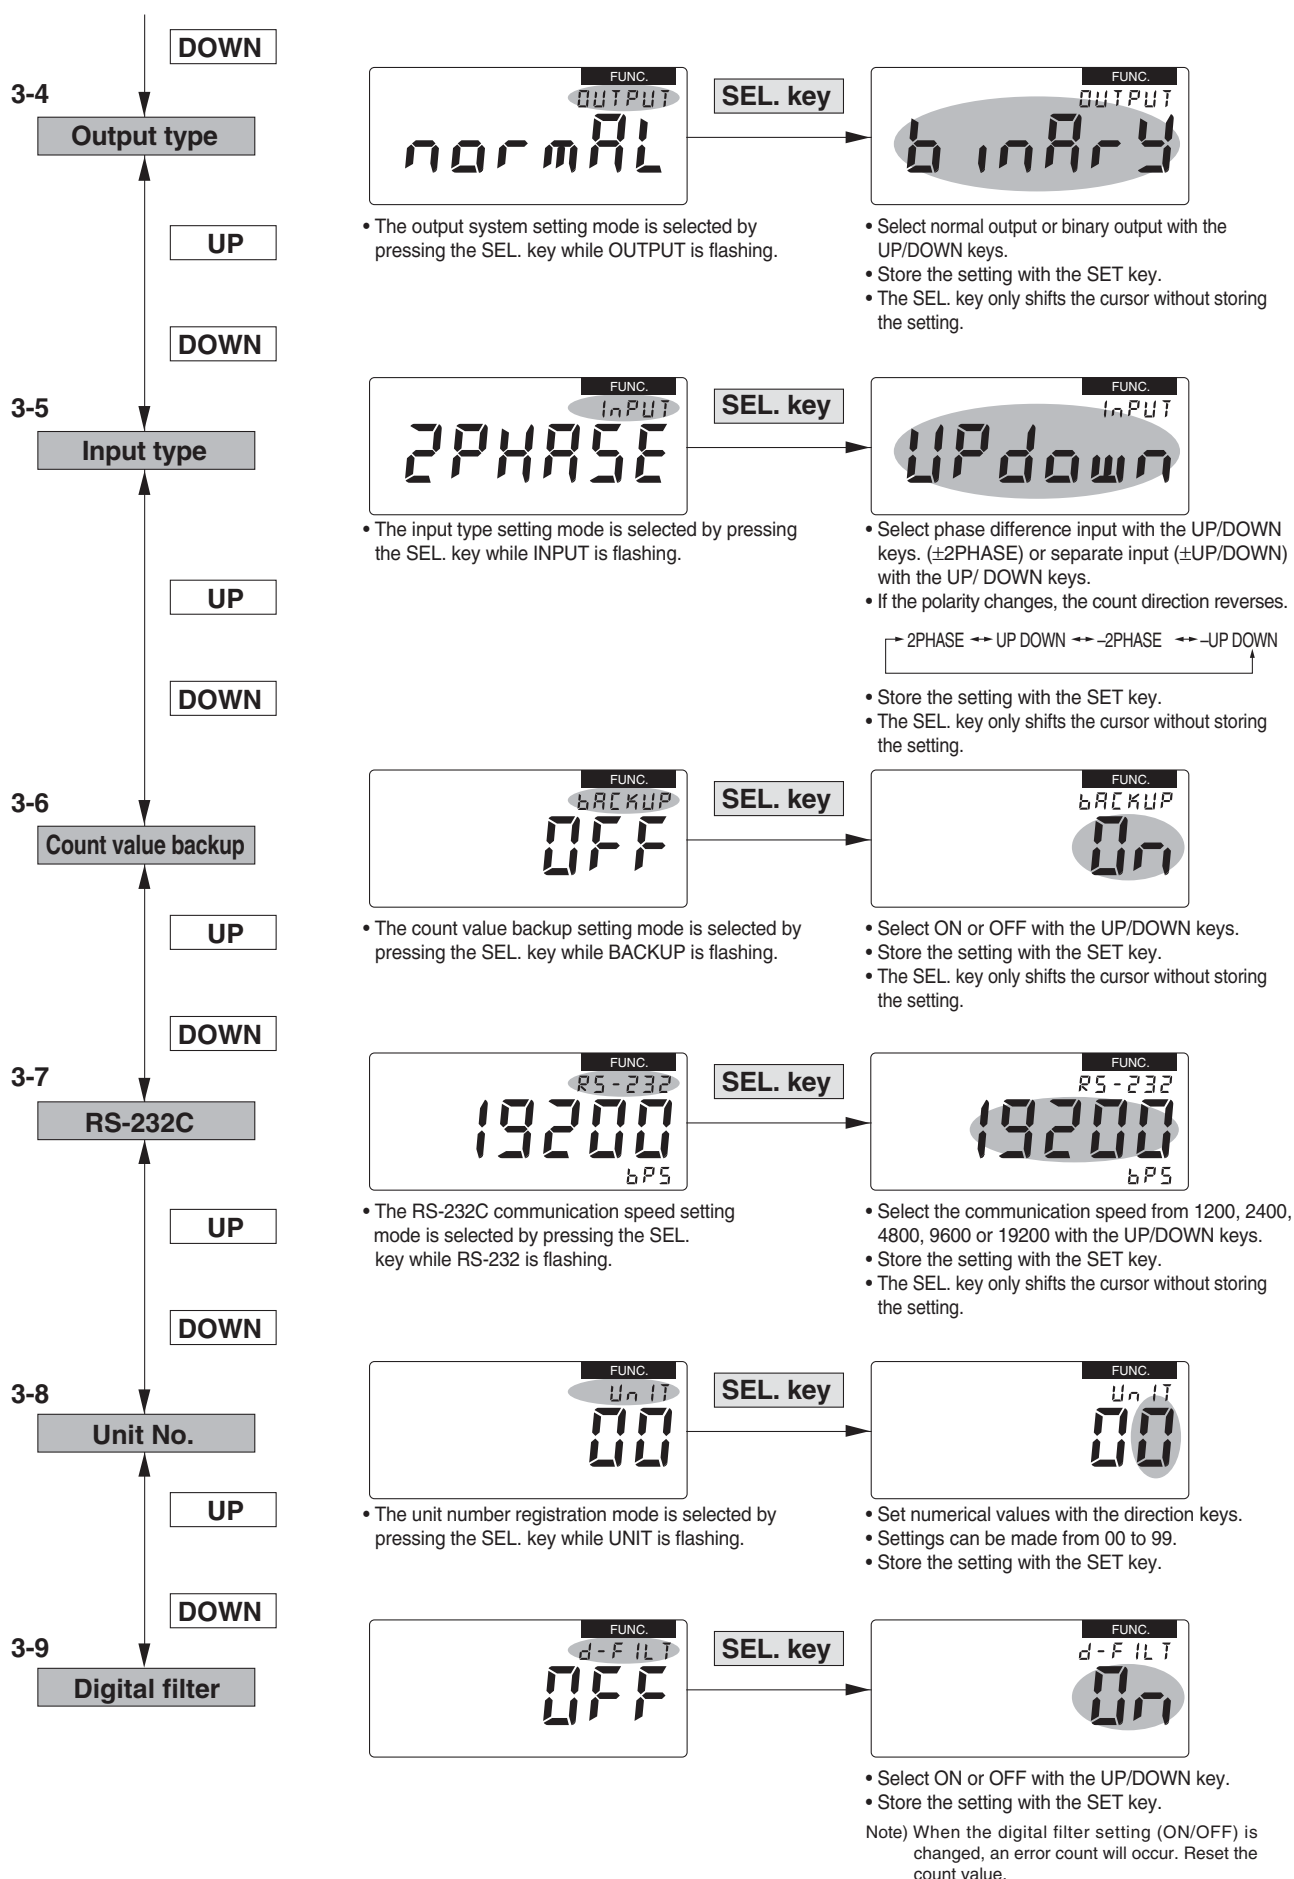 DOWN
3-4
Output type
FUNC.
OUTPUT
normAL
SEL. key
FUNC.
OUTPUT
binArY
• The output system setting mode is selected by
pressing the SEL. key while OUTPUT is flashing.
• Select normal output or binary output with the
UP/DOWN keys.
• Store the setting with the SET key.
• The SEL. key only shifts the cursor without storing
the setting.
UP
DOWN
3-5
Input type
FUNC.
InPUT
2PHASE
SEL. key
FUNC.
InPUT
UPdown
• The input type setting mode is selected by pressing
the SEL. key while INPUT is flashing.
• Select phase difference input with the UP/DOWN
keys. (±2PHASE) or separate input (±UP/DOWN)
with the UP/ DOWN keys.
• If the polarity changes, the count direction reverses.
2PHASE ↔ UP DOWN ↔ –2PHASE ↔ –UP DOWN
• Store the setting with the SET key.
• The SEL. key only shifts the cursor without storing
the setting.
UP
DOWN
3-6
Count value backup
FUNC.
bACKUP
OFF
SEL. key
FUNC.
bACKUP
On
• The count value backup setting mode is selected by
pressing the SEL. key while BACKUP is flashing.
• Select ON or OFF with the UP/DOWN keys.
• Store the setting with the SET key.
• The SEL. key only shifts the cursor without storing
the setting.
UP
DOWN
3-7
RS-232C
FUNC.
RS-232
19200
bPS
SEL. key
FUNC.
RS-232
19200
bPS
• The RS-232C communication speed setting
mode is selected by pressing the SEL.
key while RS-232 is flashing.
• Select the communication speed from 1200, 2400,
4800, 9600 or 19200 with the UP/DOWN keys.
• Store the setting with the SET key.
• The SEL. key only shifts the cursor without storing
the setting.
UP
DOWN
3-8
Unit No.
FUNC.
UnIT
00
SEL. key
FUNC.
UnIT
00
• The unit number registration mode is selected by
pressing the SEL. key while UNIT is flashing.
• Set numerical values with the direction keys.
• Settings can be made from 00 to 99.
• Store the setting with the SET key.
UP
DOWN
3-9
Digital filter
FUNC.
d-FILT
OFF
SEL. key
FUNC.
d-FILT
On
• Select ON or OFF with the UP/DOWN key.
• Store the setting with the SET key.
Note) When the digital filter setting (ON/OFF) is
changed, an error count will occur. Reset the
count value.